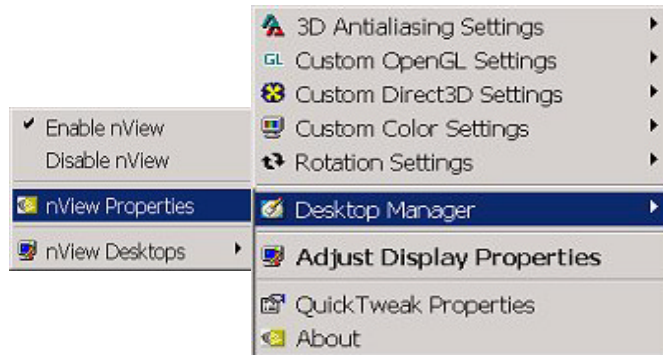 3D Antialiasing Settings
GL Custom OpenGL Settings
Custom Direct3D Settings
Custom Color Settings
Rotation Settings
Desktop Manager
Adjust Display Properties
QuickTweak Properties
About
Enable nView
Disable nView
nView Properties
nView Desktops